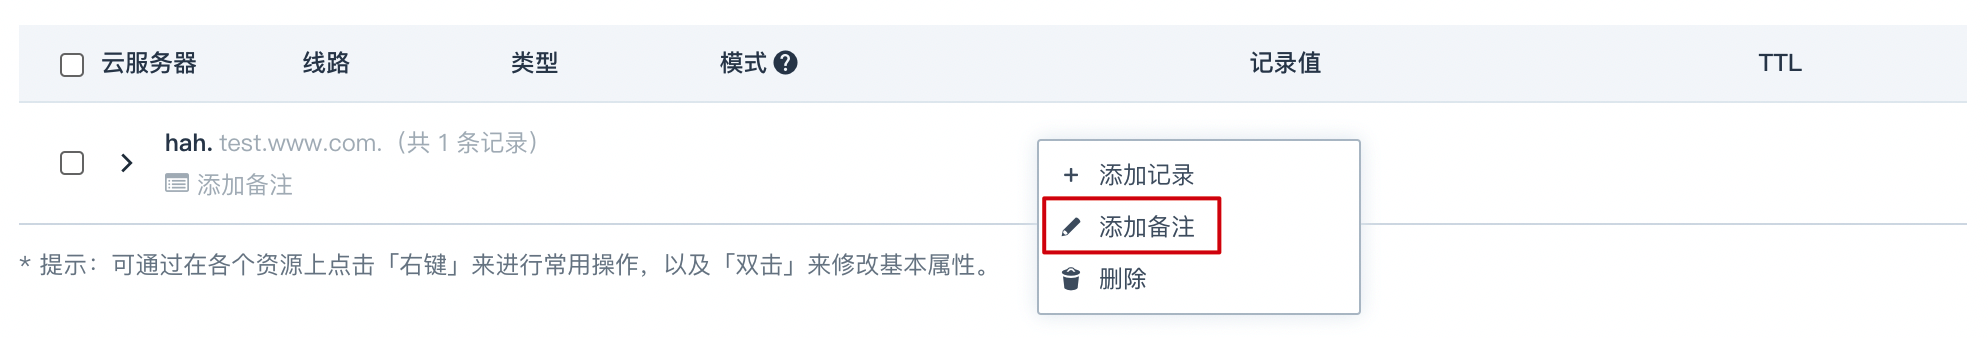 云服务器 线路 类型 模式 ? 记录值 TTL
hah. test.www.com.（共 1 条记录）
添加备注
添加记录
添加备注
删除
* 提示：可通过在各个资源上点击「右键」来进行常用操作，以及「双击」来修改基本属性。